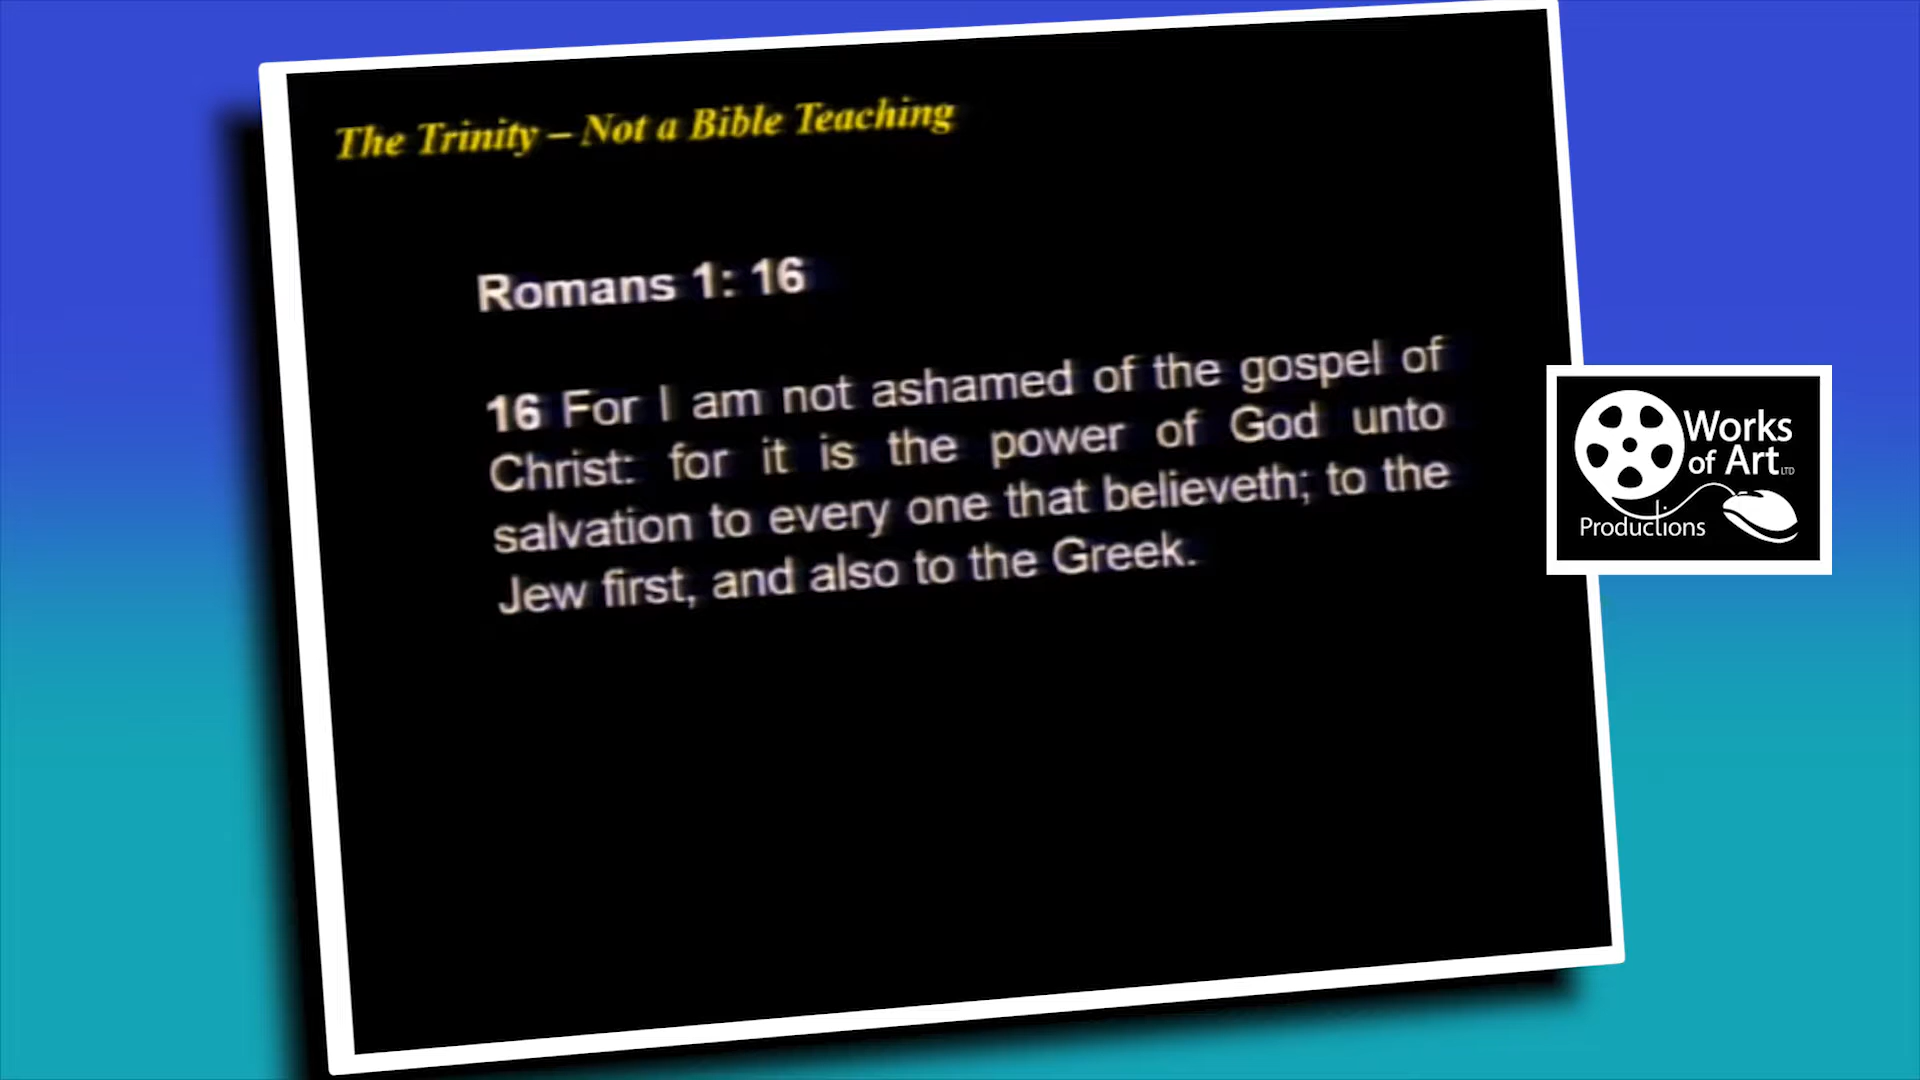 The Trinity – Not a Bible Teaching
Romans 1: 16
16 For I am not ashamed of the gospel of
Christ: for it is the power of God unto
salvation to every one that believeth; to the
Jew first, and also to the Greek.
Works
of Art LTD
Productions